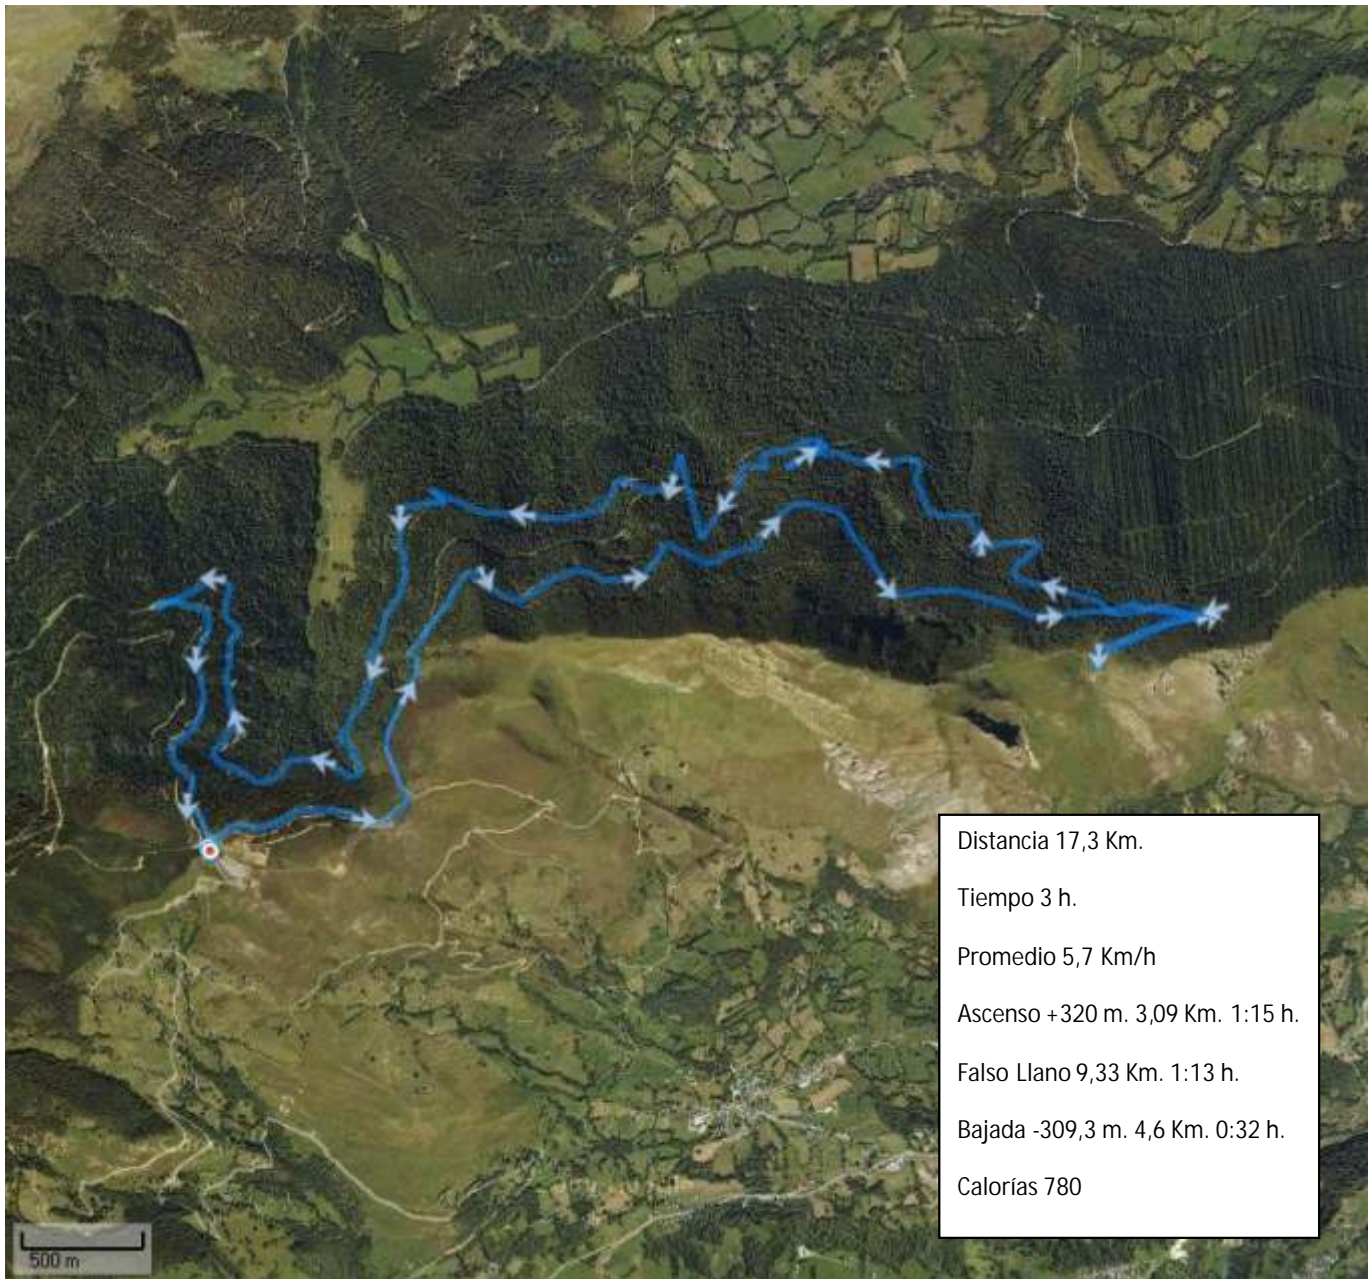 Distancia 17,3 Km.
Tiempo 3 h.
Promedio 5,7 Km/h
Ascenso +320 m. 3,09 Km. 1:15 h.
Falso Llano 9,33 Km. 1:13 h.
Bajada -309,3 m. 4,6 Km. 0:32 h.
Calorías 780
500 m